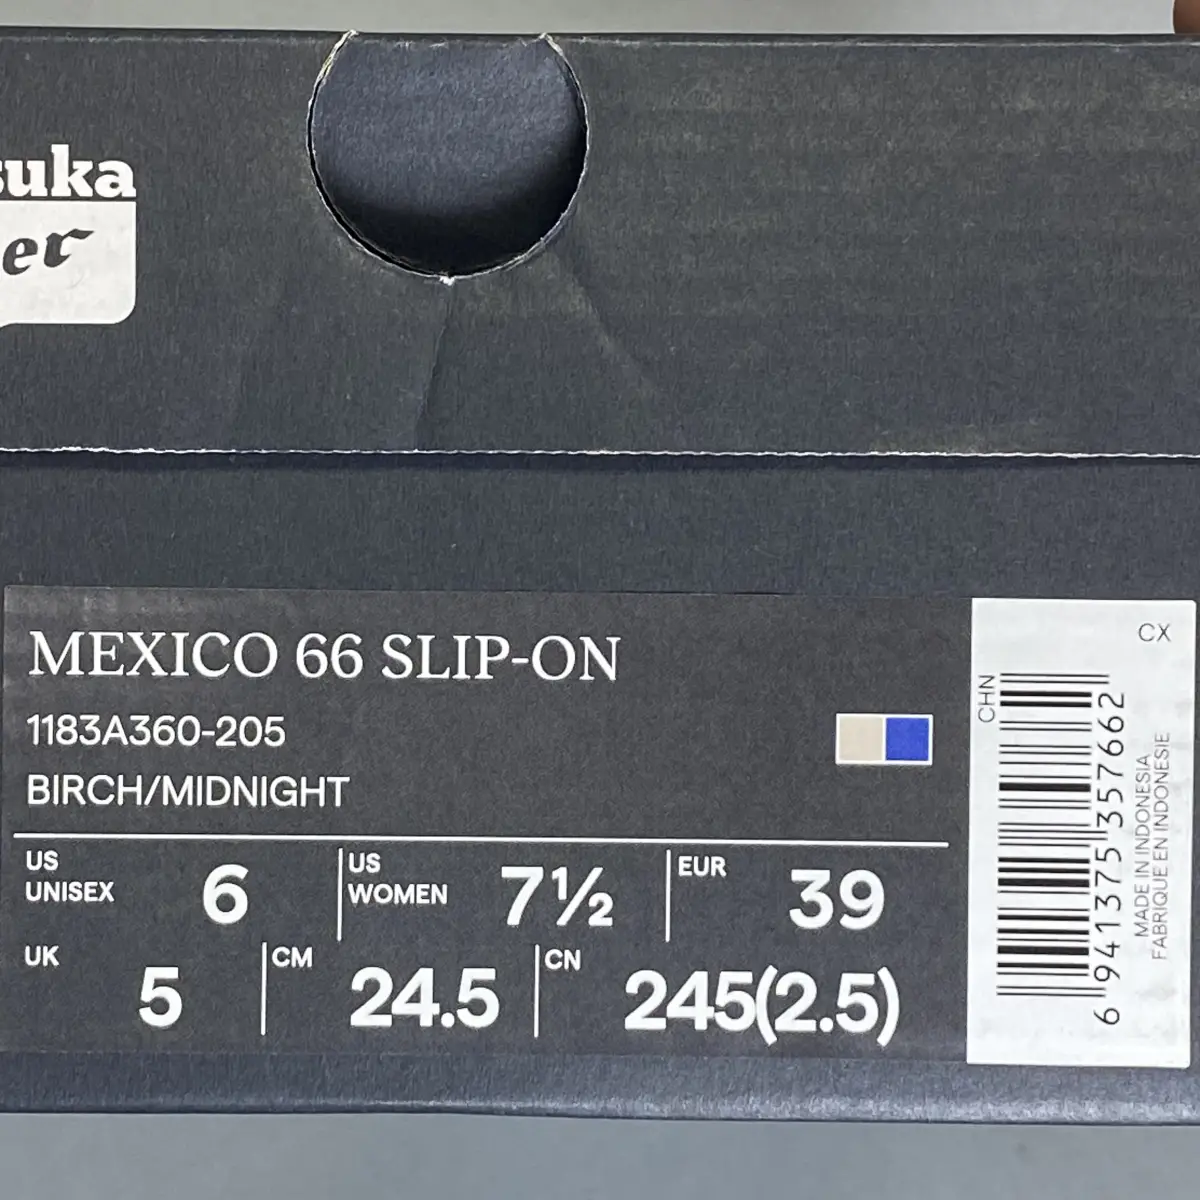 suka
er
MEXICO 66 SLIP-ON
1183A360-205
BIRCH/MIDNIGHT
US UNISEX 6
US WOMEN 7½
EUR 39
UK 5
CM 24.5
CN 245(2.5)
CX
CHN
6 941375 357662
MADE IN INDONESIA
FABRIQUE EN INDONESIE